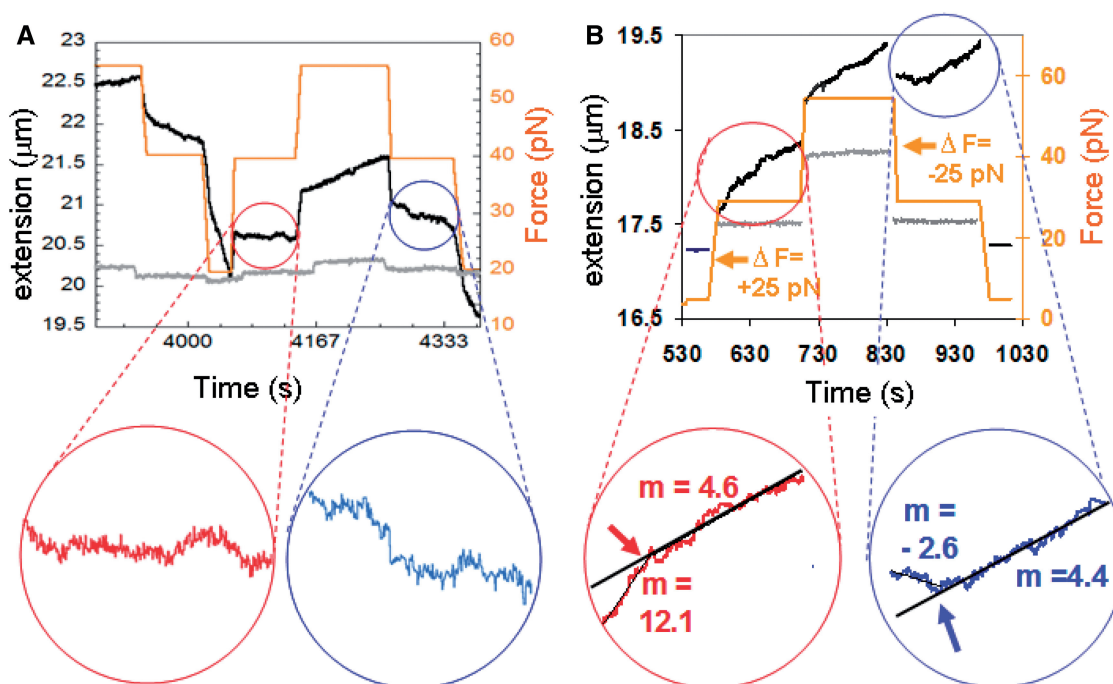 A
23
22.5
22
21.5
21
20.5
20
19.5
extension (μm)
60
50
40
30
20
10
Force (pN)
4000
4167
4333
Time (s)
B
19.5
18.5
17.5
16.5
extension (μm)
Δ F=
-25 pN
Δ F=
+25 pN
60
40
20
0
Force (pN)
530
630
730
830
930
1030
Time (s)
m = 4.6
m =
12.1
m =
- 2.6
m =4.4